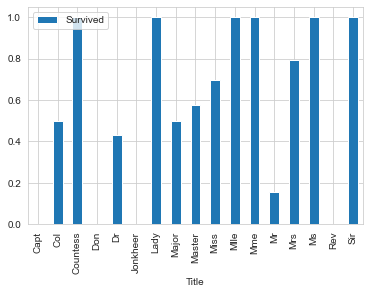 Survived
1.0
0.8
0.6
0.4
0.2
0.0
Capt
Col
Countess
Don
Dr
Jonkheer
Lady
Major
Master
Miss
Mlle
Mme
Mr
Mrs
Ms
Rev
Sir
Title